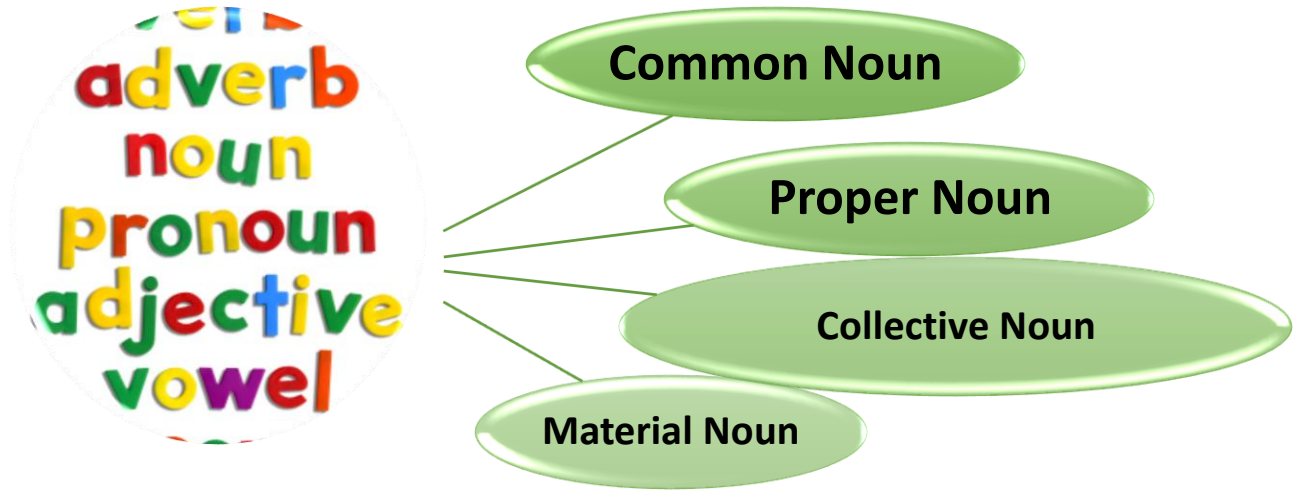 adverb
noun
pronoun
adjective
vowel
Common Noun
Proper Noun
Collective Noun
Material Noun